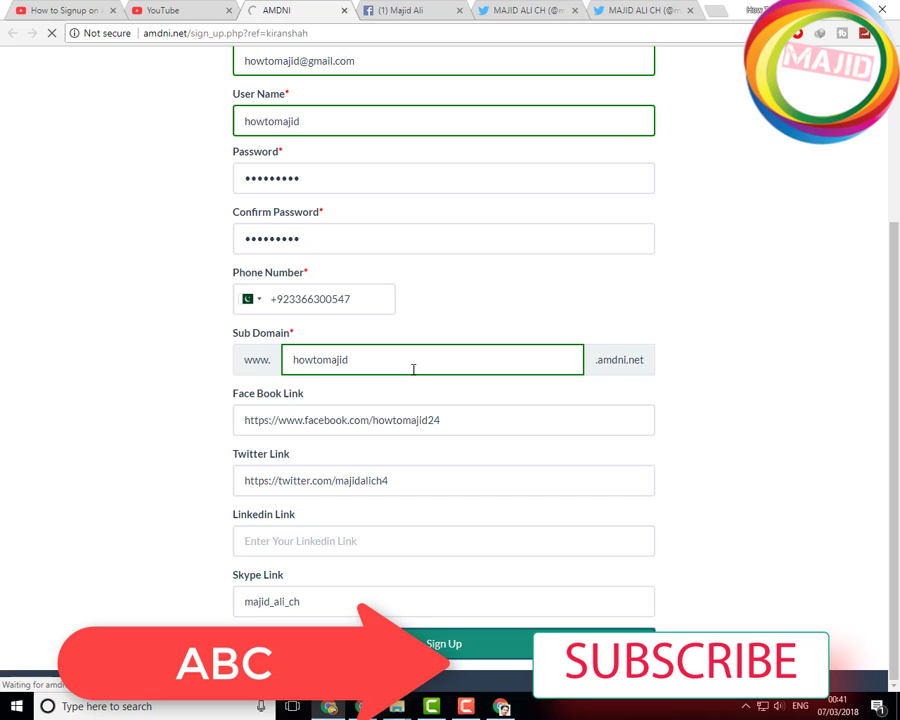 How to Signup on
YouTube
AMDNI
(1) Majid Ali
MAJID ALI CH (@m
MAJID ALI CH (@m
Not secure
amdni.net/sign_up.php?ref=kiranshah
MAJID
howtomajid@gmail.com
User Name*
howtomajid
Password*
•••••••••
Confirm Password*
•••••••••
Phone Number*
+923366300547
Sub Domain*
www.
howtomajid
.amdni.net
Face Book Link
https://www.facebook.com/howtomajid24
Twitter Link
https://twitter.com/majidalich4
Linkedin Link
Enter Your Linkedin Link
Skype Link
majid_ali_ch
Sign Up
ABC
SUBSCRIBE
Waiting for amd
Type here to search
ENG
00:41
07/03/2018